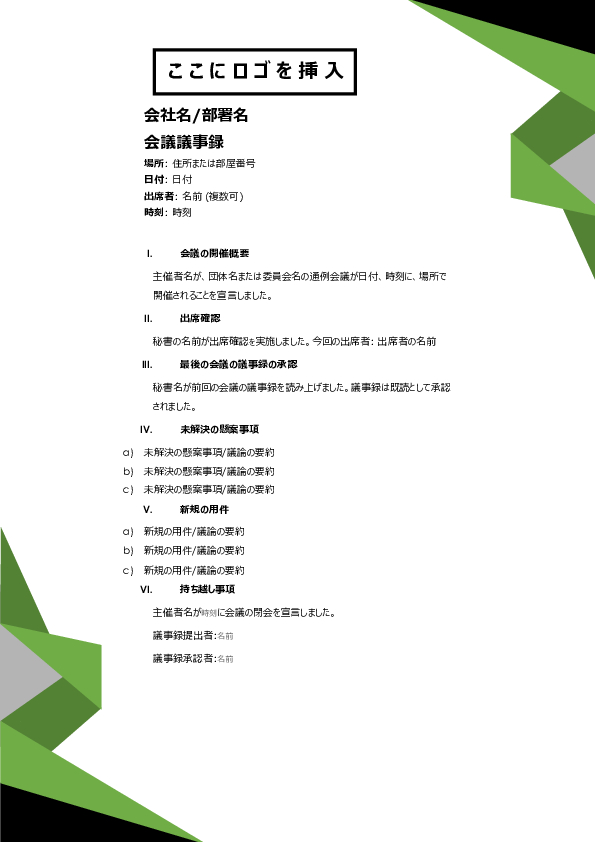 ここにロゴを挿入
会社名/部署名
会議議事録
場所: 住所または部屋番号
日付: 日付
出席者: 名前 (複数可)
時刻: 時刻
I. 会議の開催概要
主催者名が、団体名または委員会名の通例会議が日付、時刻に、場所で
開催されることを宣言しました。
II. 出席確認
秘書の名前が出席確認を実施しました。今回の出席者: 出席者の名前
III. 最後の会議の議事録の承認
秘書名が前回の会議の議事録を読み上げました。議事録は既読として承認
されました。
IV. 未解決の懸案事項
a) 未解決の懸案事項/議論の要約
b) 未解決の懸案事項/議論の要約
c) 未解決の懸案事項/議論の要約
V. 新規の用件
a) 新規の用件/議論の要約
b) 新規の用件/議論の要約
c) 新規の用件/議論の要約
VI. 持ち越し事項
主催者名が時刻に会議の閉会を宣言しました。
議事録提出者: 名前
議事録承認者: 名前